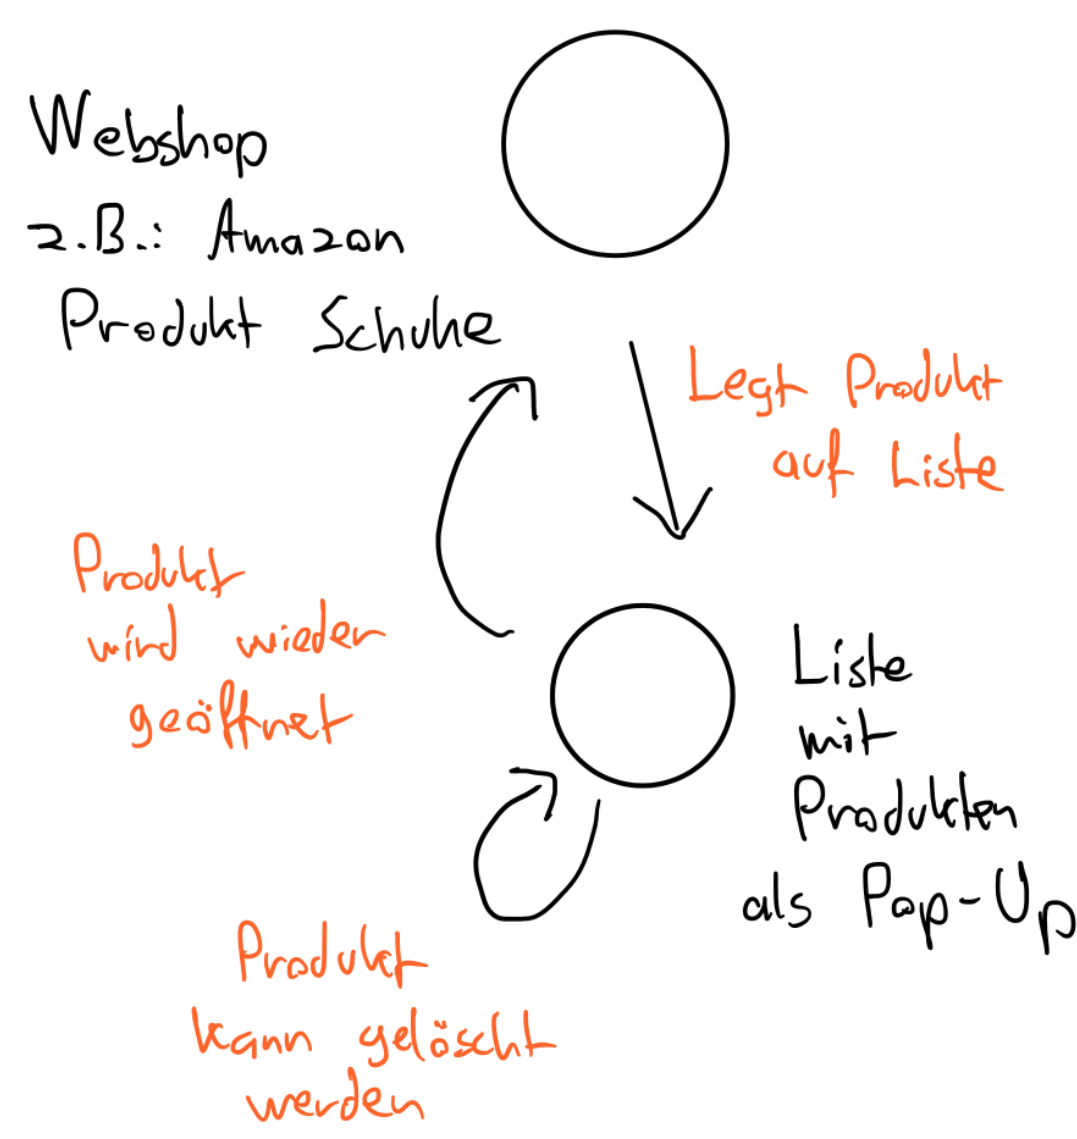 Webshop
z.B.: Amazon
Produkt Schuhe
Legt Produkt
auf Liste
Produkt
wird wieder
geöffnet
Liste
mit
Produkten
als Pop-Up
Produkt
kann gelöscht
werden